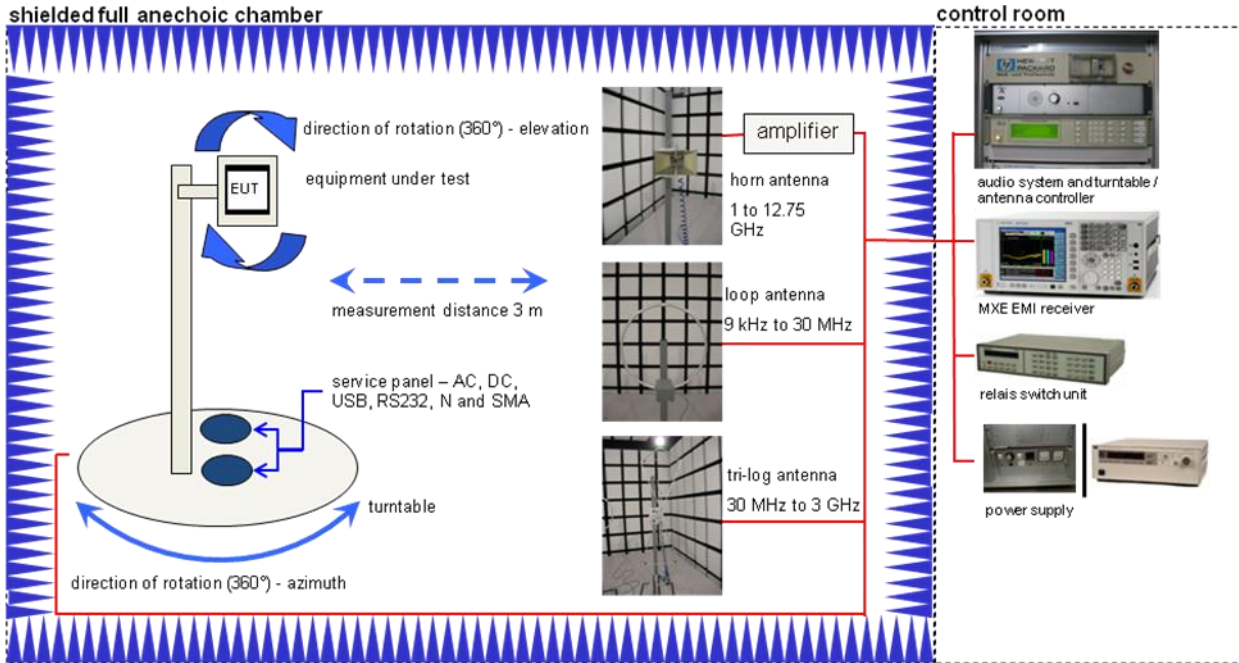 shielded full anechoic chamber
control room
direction of rotation (360°) - elevation
EUT
equipment under test
measurement distance 3 m
service panel – AC, DC,
USB, RS232, N and SMA
turntable
direction of rotation (360°) - azimuth
amplifier
horn antenna
1 to 12.75
GHz
loop antenna
9 kHz to 30 MHz
tri-log antenna
30 MHz to 3 GHz
hp
PACKARD
audio system and turntable /
antenna controller
MXE EMI receiver
relais switch unit
power supply